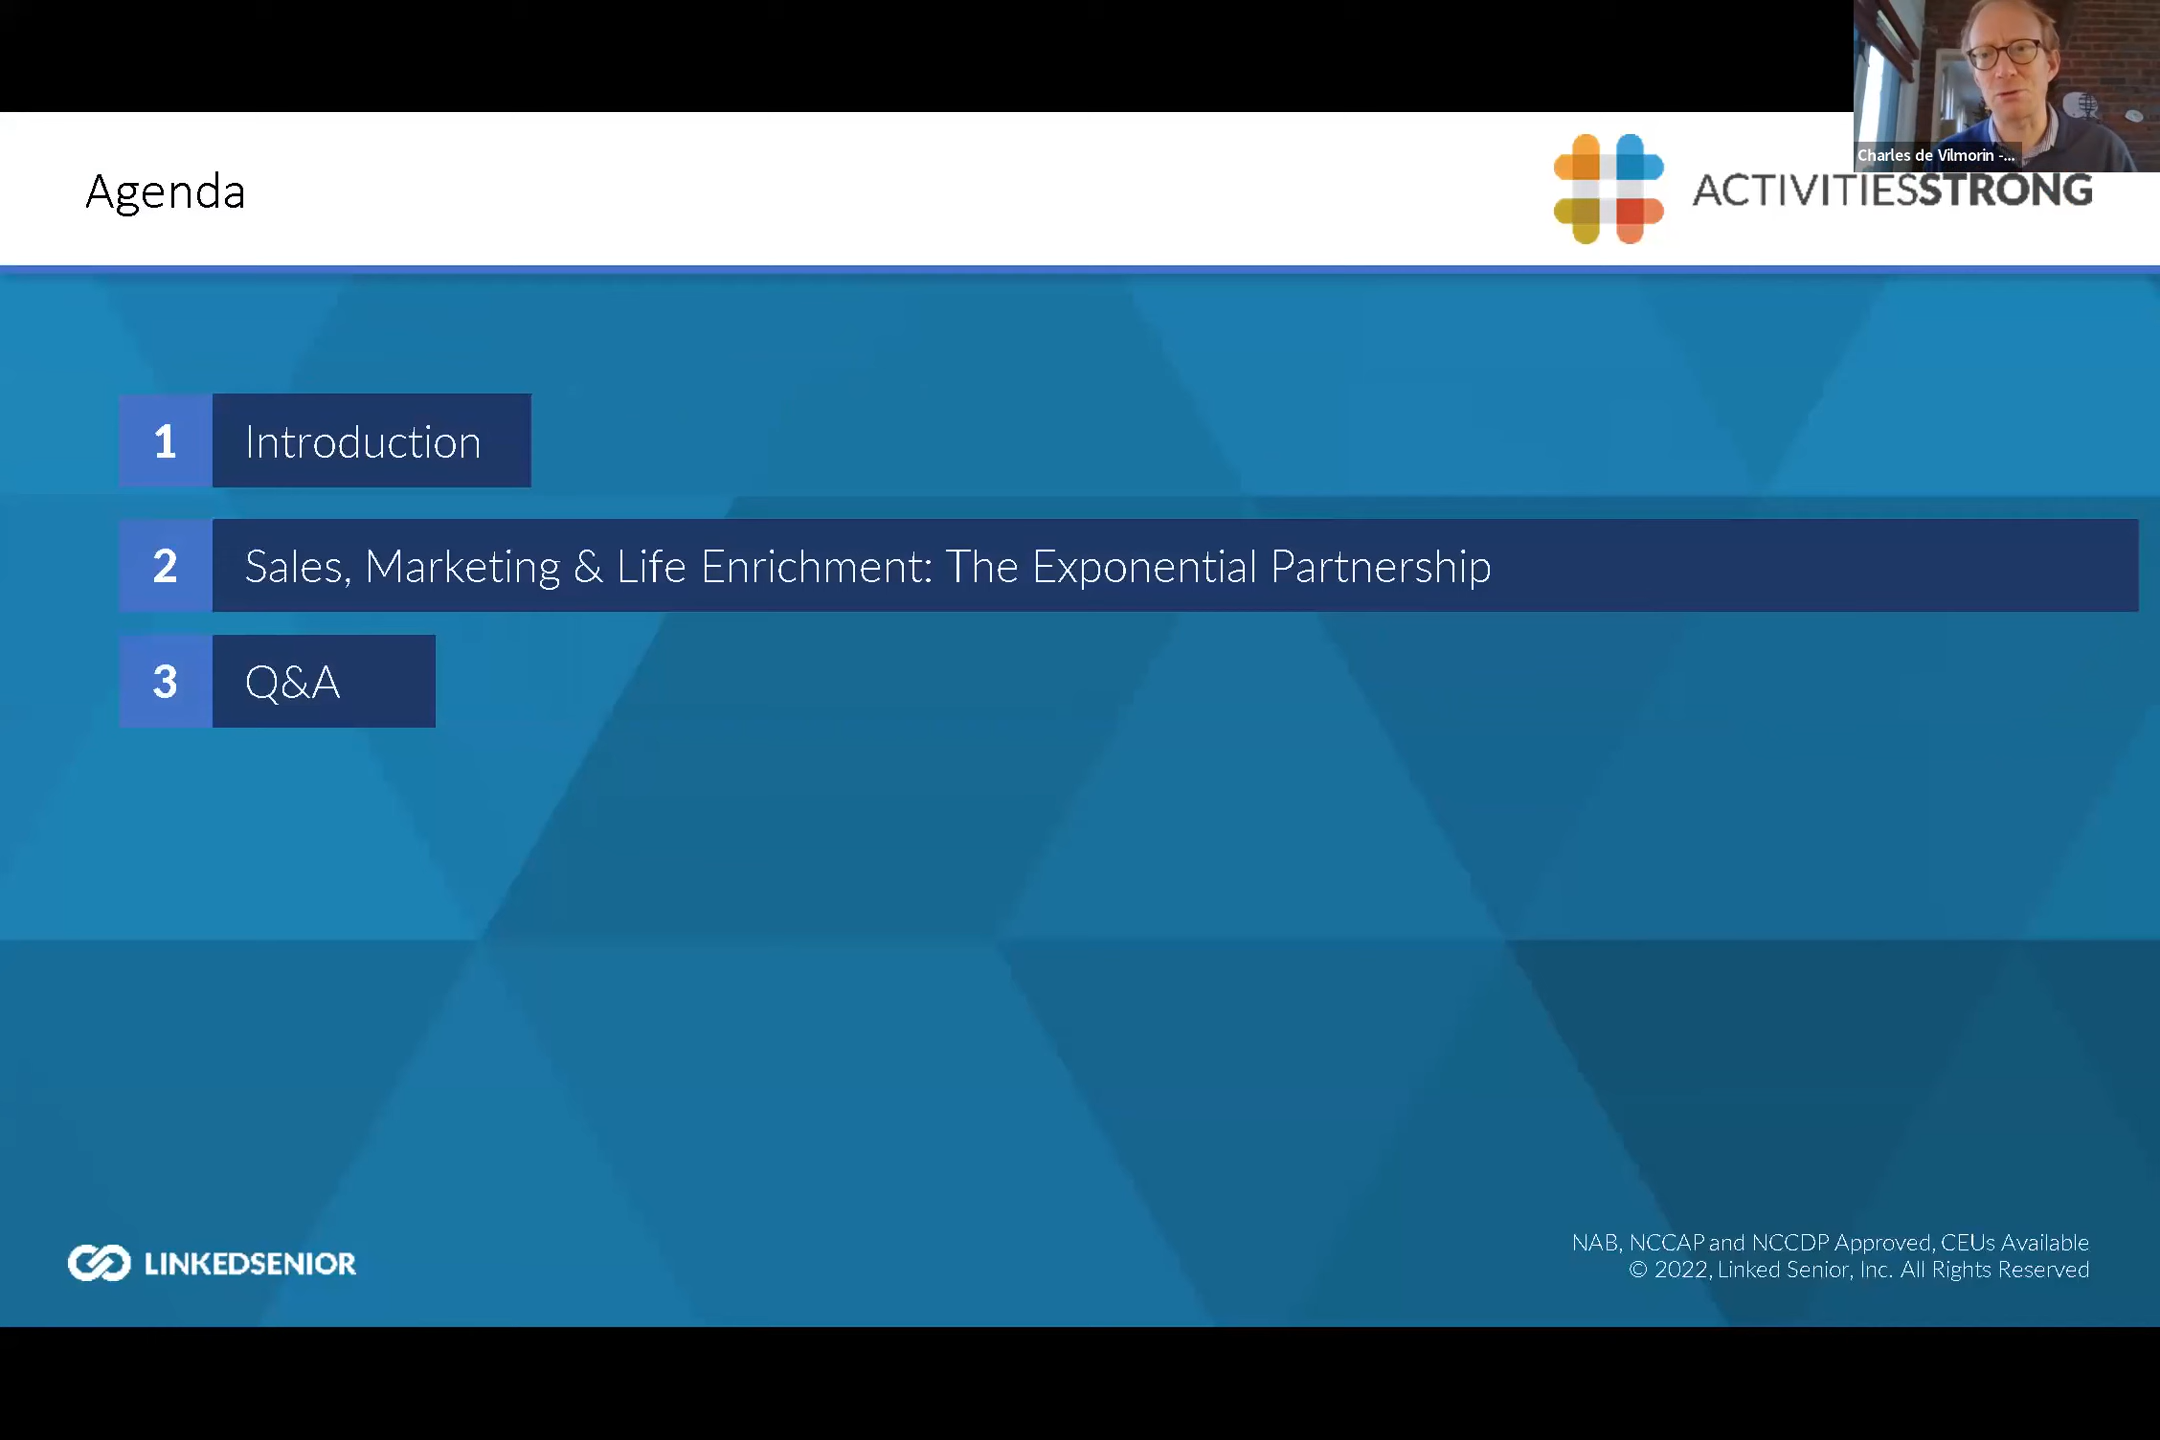 Charles de Vilmorin -...
Agenda
ACTIVITIESSTRONG
1 Introduction
2 Sales, Marketing & Life Enrichment: The Exponential Partnership
3 Q&A
LINKEDSENIOR
NAB, NCCAP and NCCDP Approved, CEUs Available
© 2022, Linked Senior, Inc. All Rights Reserved